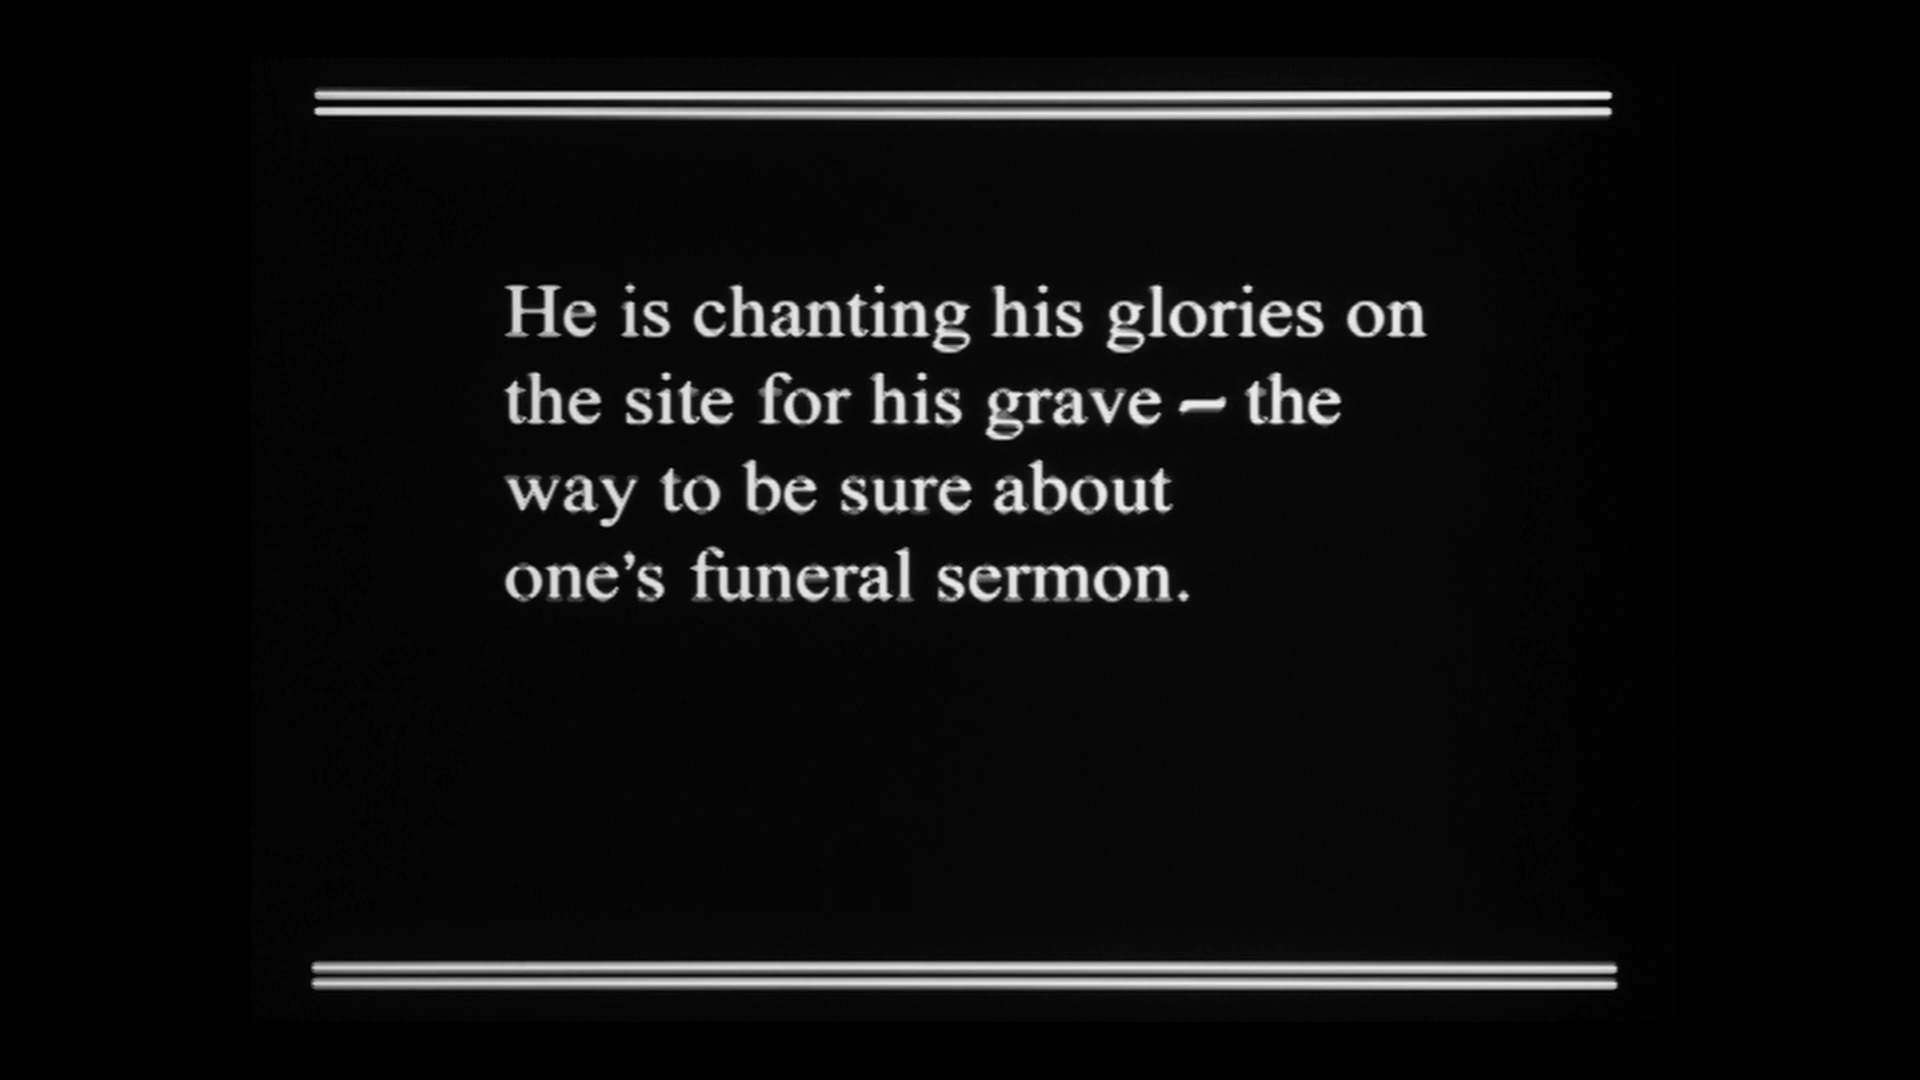 He is chanting his glories on
the site for his grave – the
way to be sure about
one’s funeral sermon.